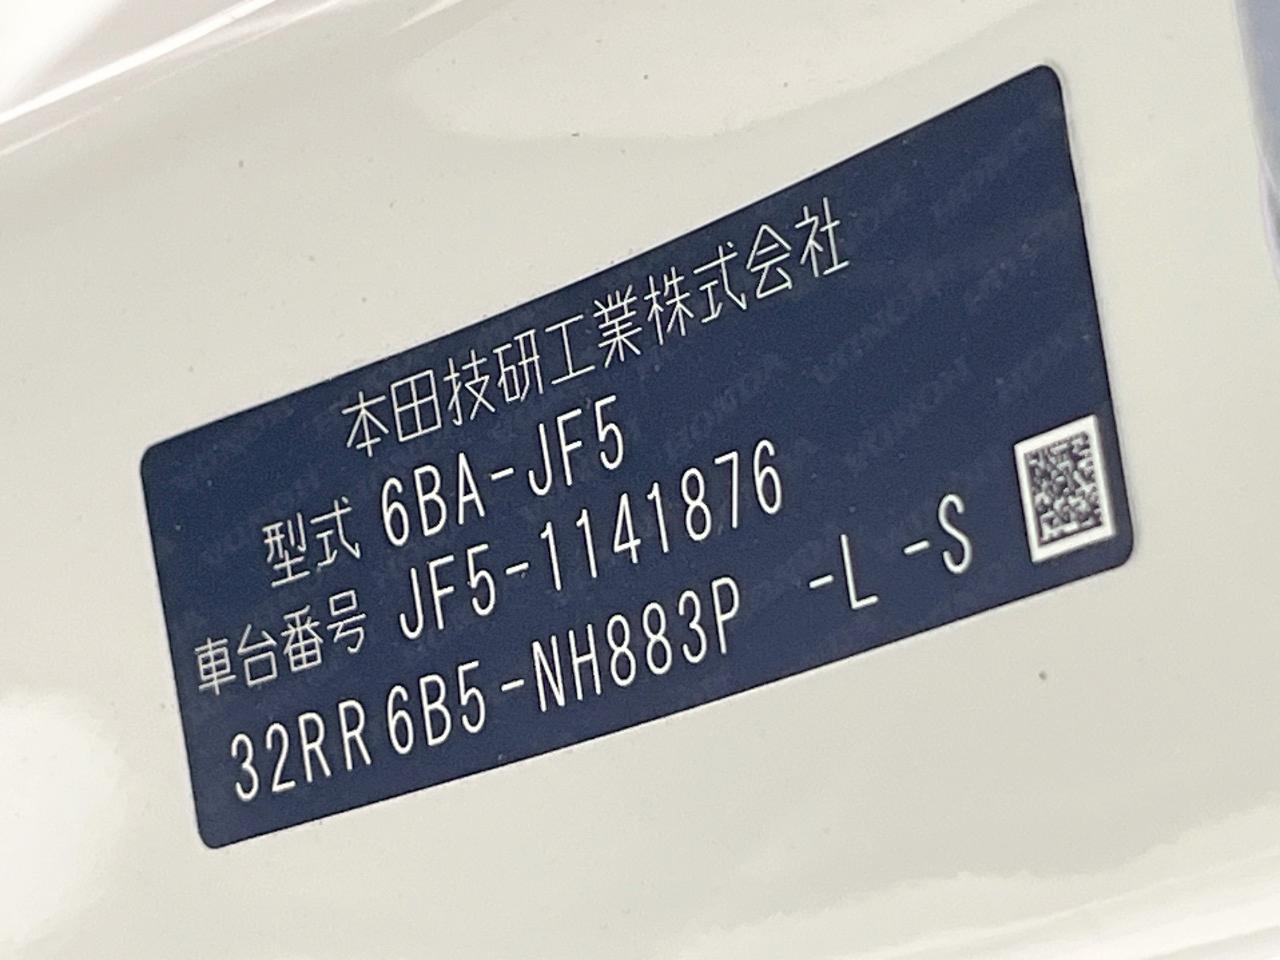 本田技研工業株式会社
型式 6BA-JF5
車台番号 JF5-1141876
32RR 6B5-NH883P -L -S